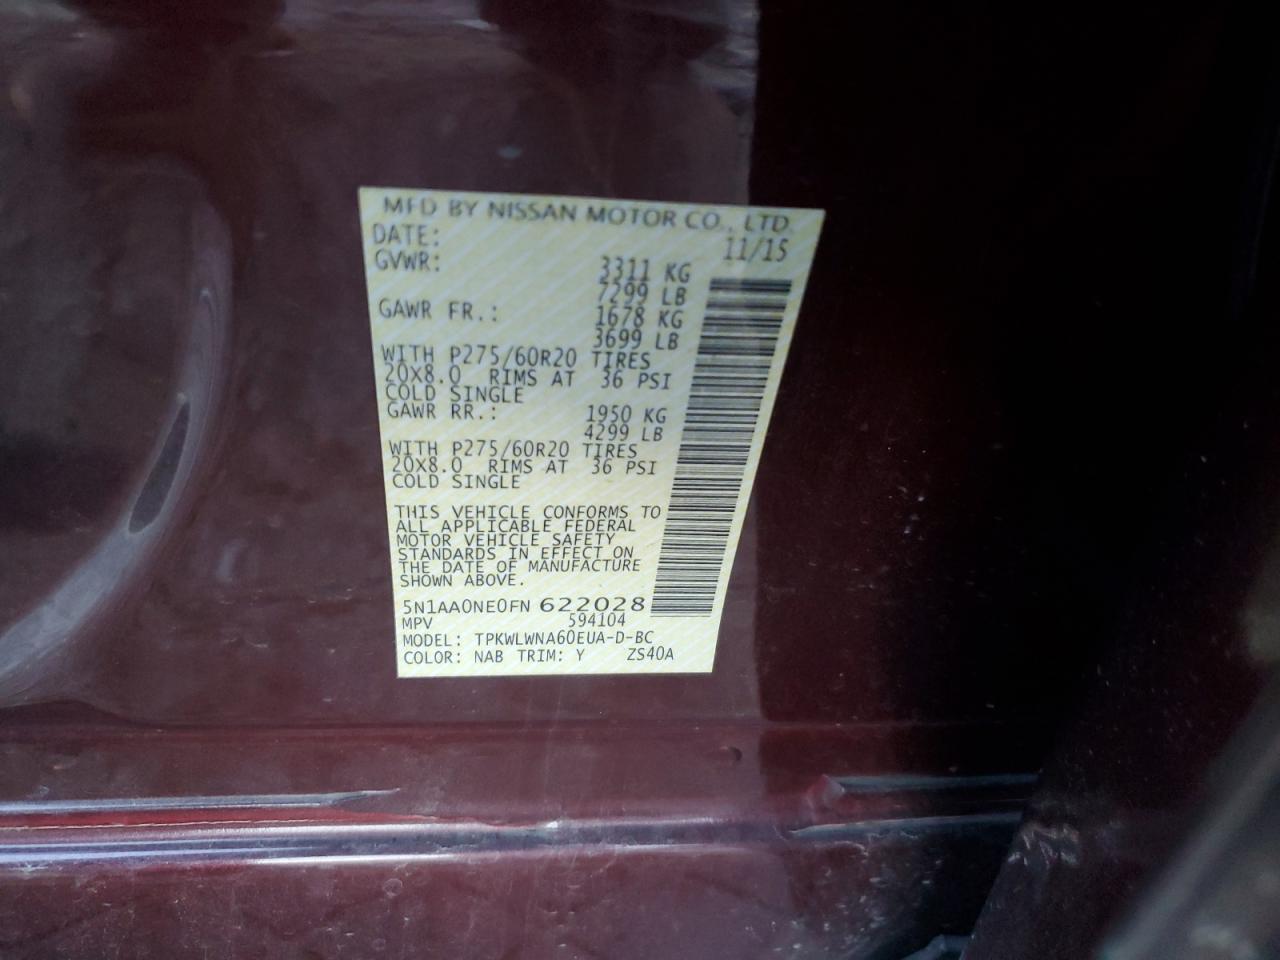 MFD BY NISSAN MOTOR CO., LTD.
DATE: 11/15
GVWR: 3311 KG
7299 LB
GAWR FR.: 1678 KG
3699 LB
WITH P275/60R20 TIRES
20X8.0 RIMS AT 36 PSI
COLD SINGLE
GAWR RR.: 1950 KG
4299 LB
WITH P275/60R20 TIRES
20X8.0 RIMS AT 36 PSI
COLD SINGLE
THIS VEHICLE CONFORMS TO
ALL APPLICABLE FEDERAL
MOTOR VEHICLE SAFETY
STANDARDS IN EFFECT ON
THE DATE OF MANUFACTURE
SHOWN ABOVE.
5N1AA0NE0FN 622028
MPV 594104
MODEL: TPKWLWNA60EUA-D-BC
COLOR: NAB TRIM: Y ZS40A